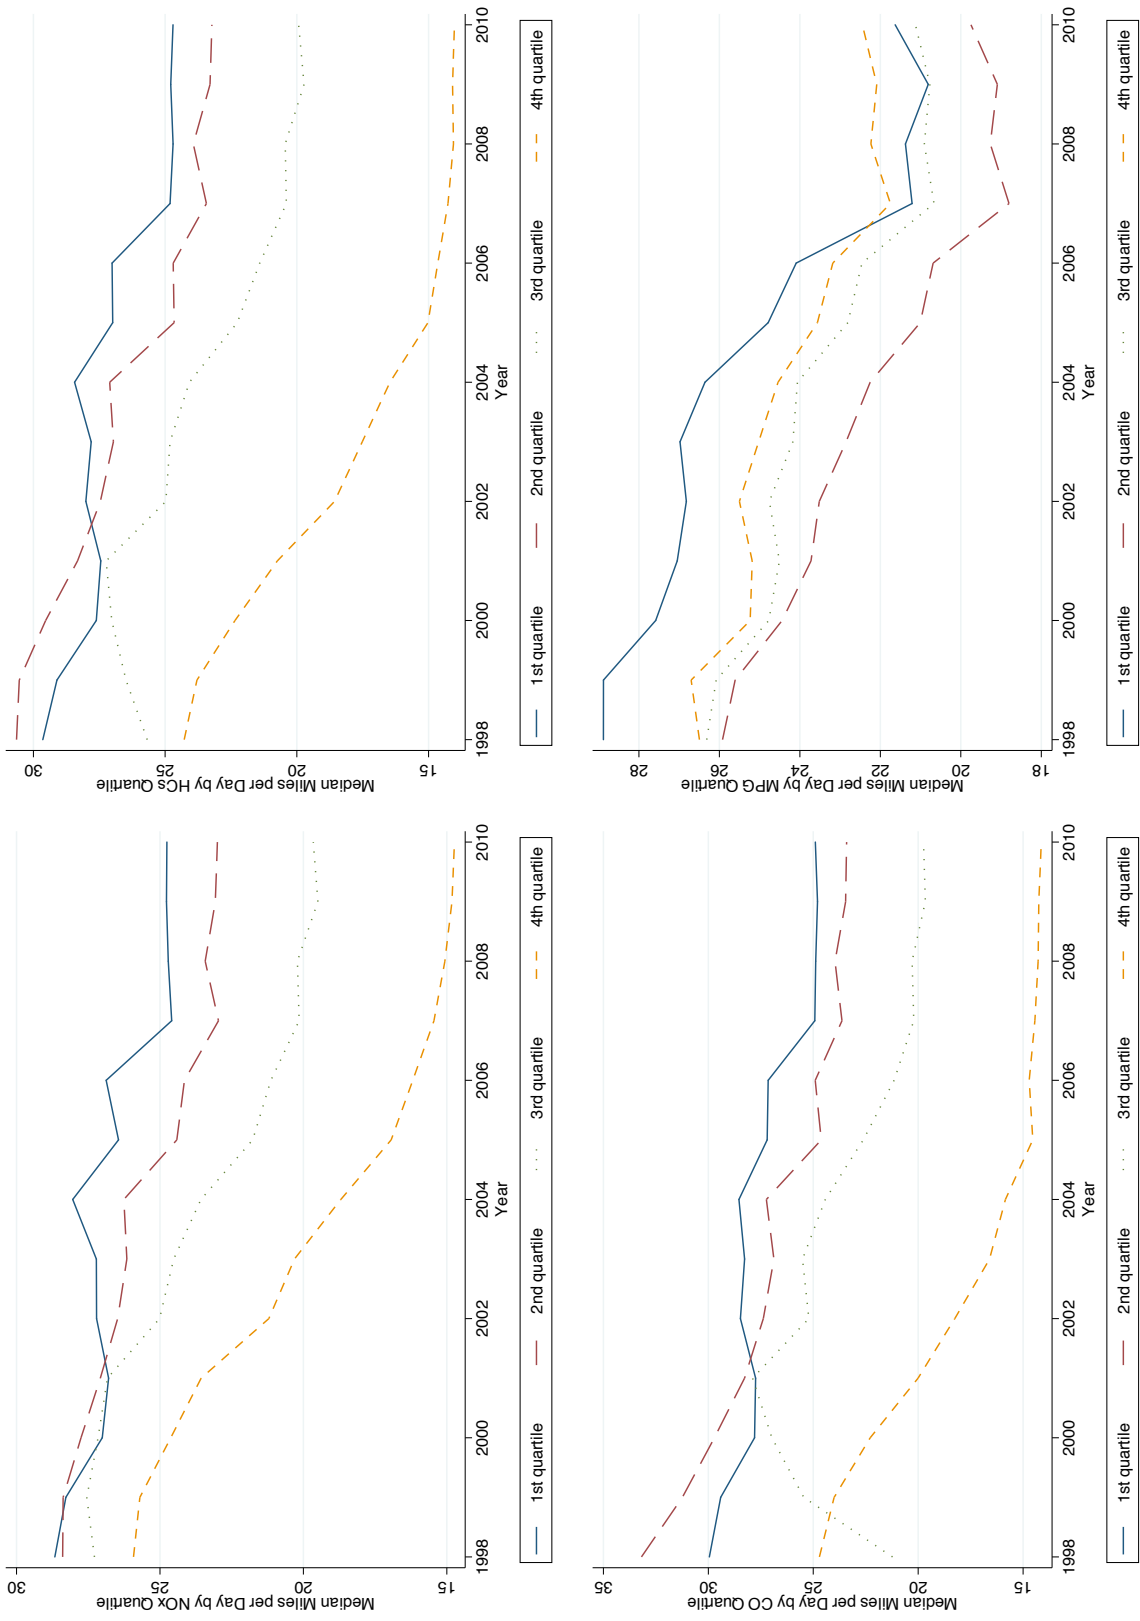 Median Miles per Day by NOx Quartile
30
25
20
15
1998 2000 2002 2004 2006 2008 2010
Year
1st quartile 2nd quartile 3rd quartile 4th quartile
Median Miles per Day by HCs Quartile
30
25
20
15
1998 2000 2002 2004 2006 2008 2010
Year
1st quartile 2nd quartile 3rd quartile 4th quartile
Median Miles per Day by CO Quartile
35
30
25
20
15
1998 2000 2002 2004 2006 2008 2010
Year
1st quartile 2nd quartile 3rd quartile 4th quartile
Median Miles per Day by MPG Quartile
28
26
24
22
20
18
1998 2000 2002 2004 2006 2008 2010
Year
1st quartile 2nd quartile 3rd quartile 4th quartile